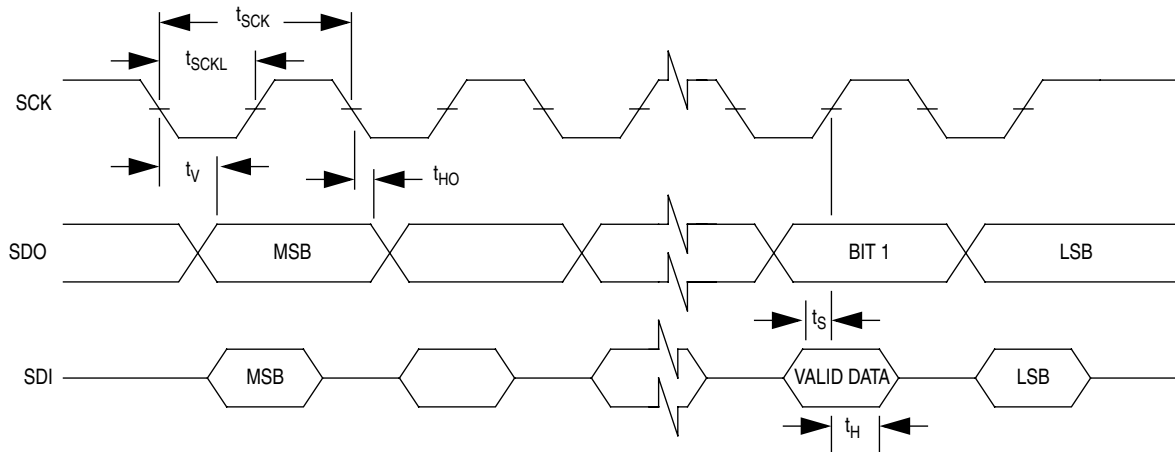 tSCK
tSCKL
SCK
tV
tHO
SDO
MSB
BIT 1
LSB
tS
SDI
MSB
VALID DATA
LSB
tH